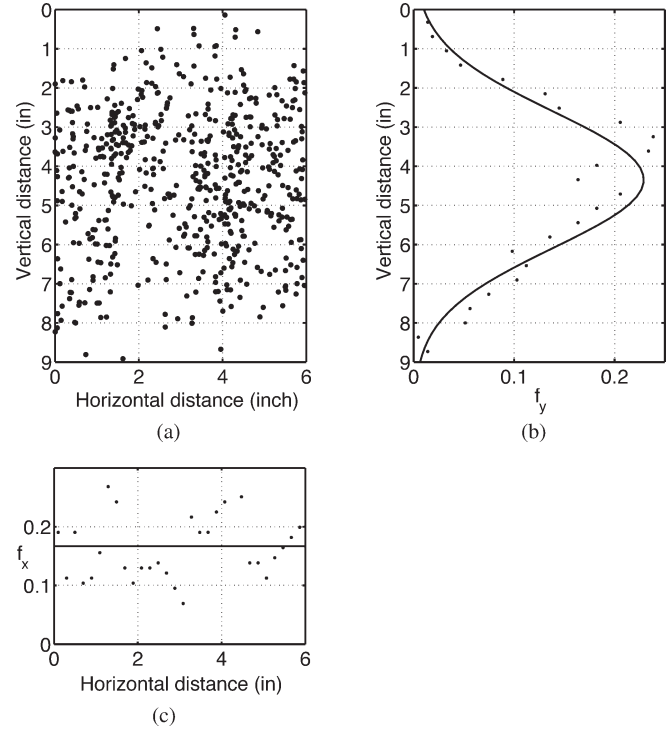 0
1
2
3
4
5
6
7
8
9
Vertical distance (in)
0 2 4 6
Horizontal distance (inch)
(a)
0
1
2
3
4
5
6
7
8
9
Vertical distance (in)
0 0.1 0.2
f_y
(b)
0.2
f_x
0.1
0
0 2 4 6
Horizontal distance (in)
(c)